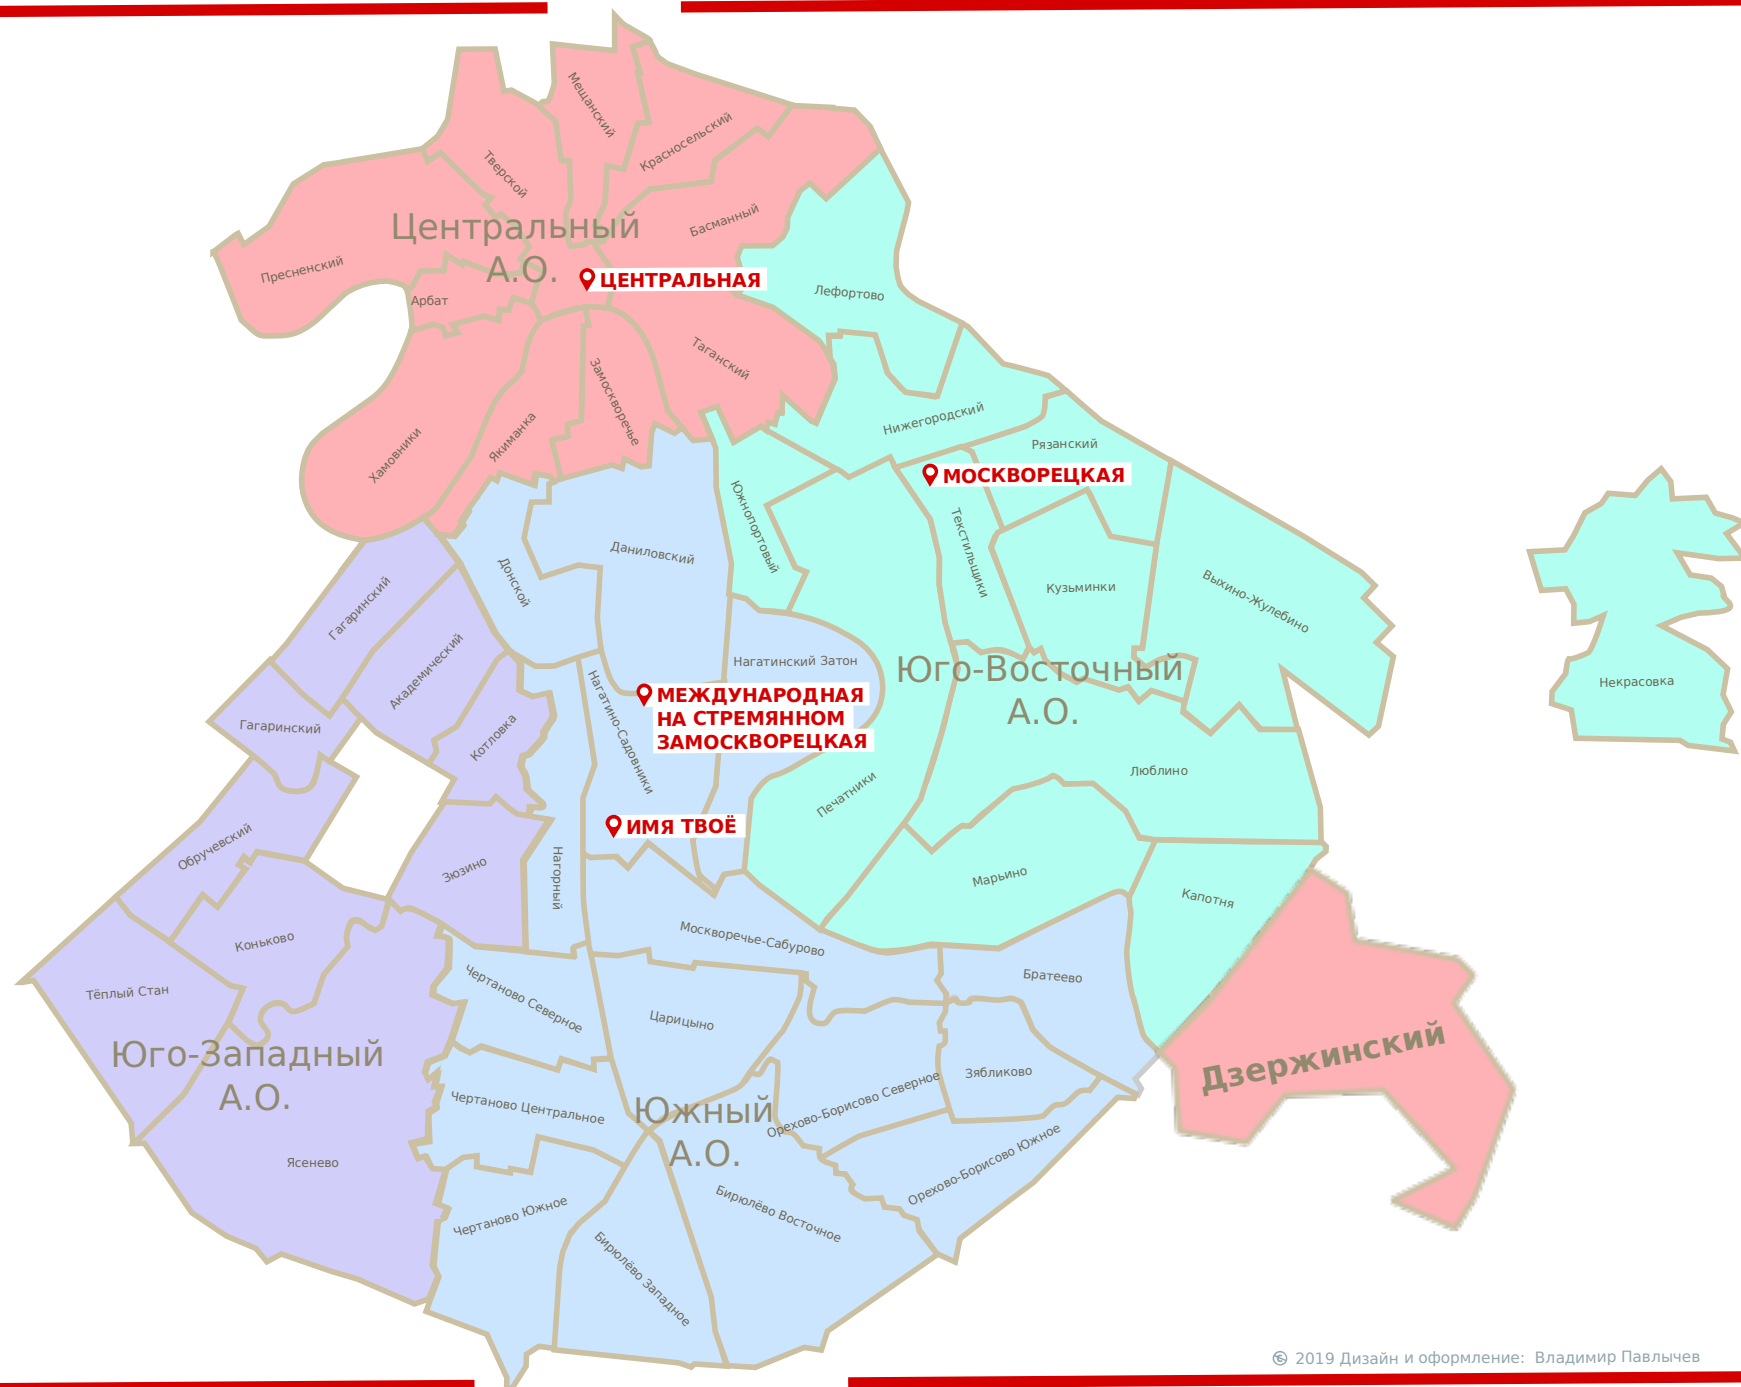 Мещанский
Красносельский
Тверской
Басманный
Центральный
А.О.
Пресненский
Арбат
ЦЕНТРАЛЬНАЯ
Лефортово
Таганский
Замоскворечье
Якиманка
Хамовники
Нижегородский
Рязанский
МОСКВОРЕЦКАЯ
Южнопортовый
Текстильщики
Кузьминки
Выхино-Жулебино
Некрасовка
Даниловский
Донской
Гагаринский
Академический
Нагатинский Затон
Юго-Восточный
А.О.
МЕЖДУНАРОДНАЯ
НА СТРЕМЯННОМ
ЗАМОСКВОРЕЦКАЯ
Нагатино-Садовники
Гагаринский
Котловка
Люблино
Печатники
ИМЯ ТВОЁ
Обручевский
Зюзино
Нагорный
Марьино
Капотня
Коньково
Москворечье-Сабурово
Братеево
Тёплый Стан
Чертаново Северное
Царицыно
Юго-Западный
А.О.
Зябликово
Дзержинский
Орехово-Борисово Северное
Чертаново Центральное
Южный
А.О.
Ясенево
Орехово-Борисово Южное
Чертаново Южное
Бирюлёво Восточное
Бирюлёво Западное
© 2019 Дизайн и оформление: Владимир Павлычев